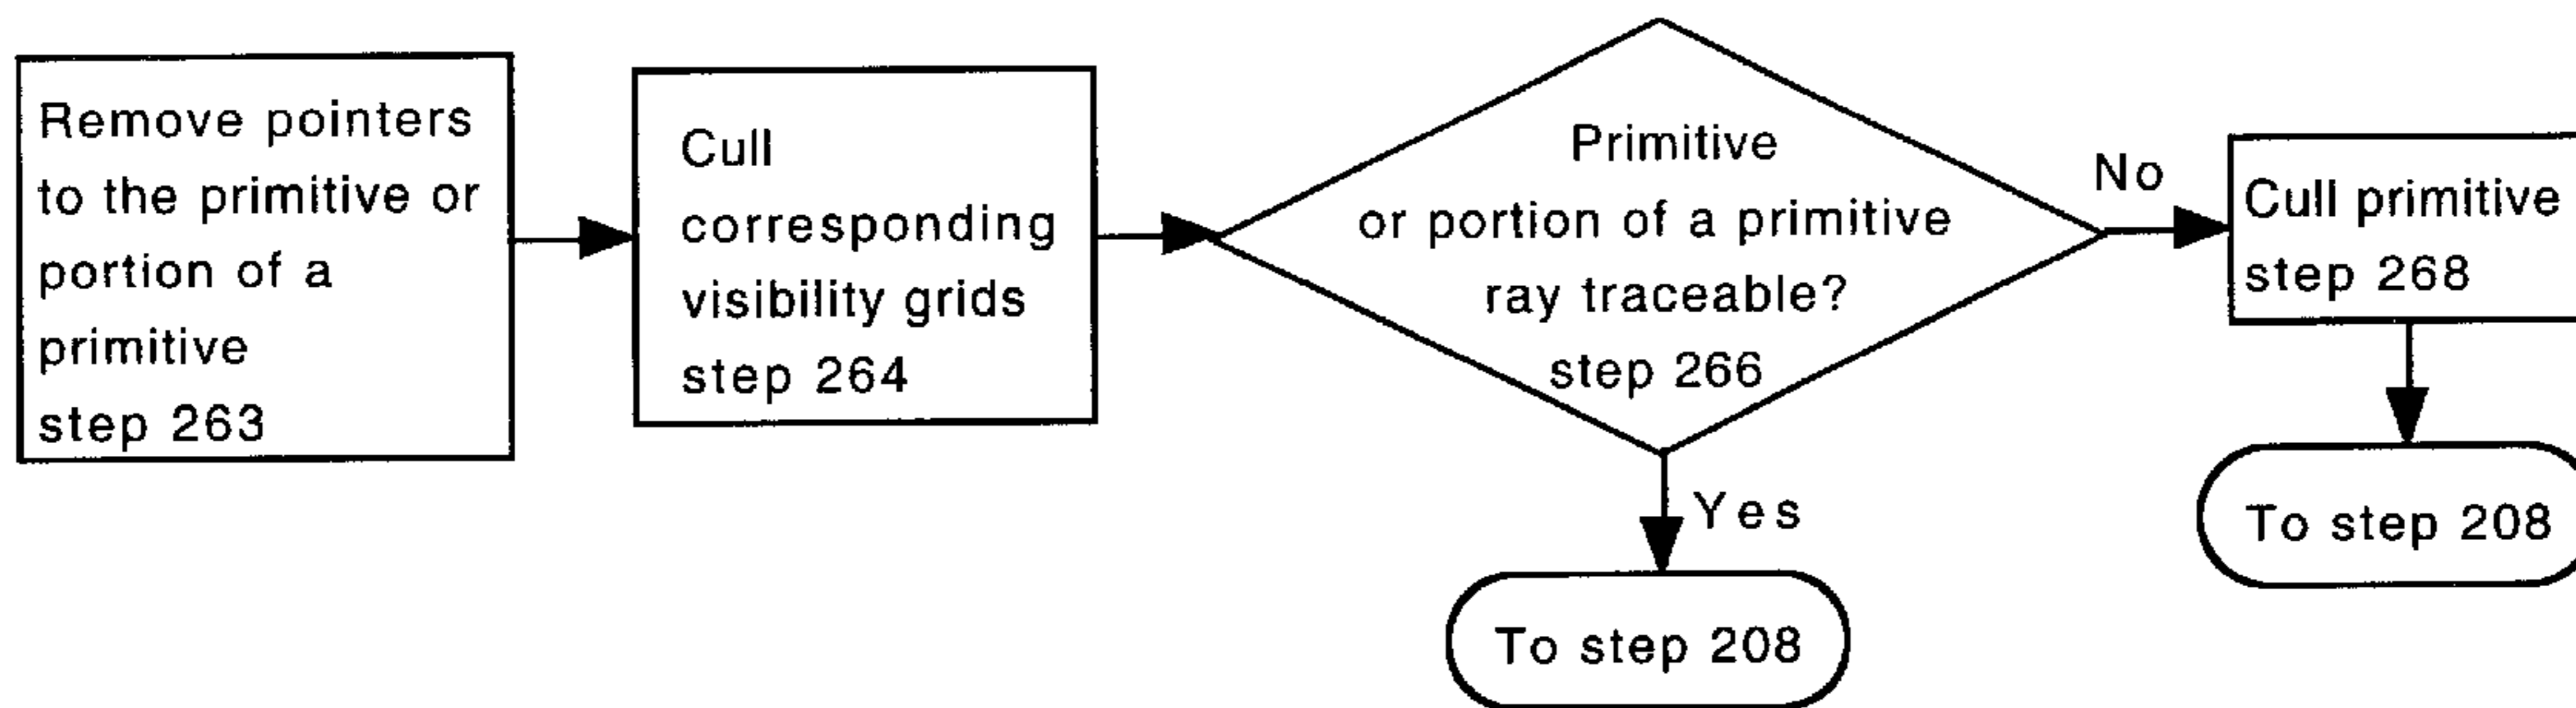 Remove pointers
to the primitive or
portion of a
primitive
step 263
Cull
corresponding
visibility grids
step 264
Primitive
or portion of a primitive
ray traceable?
step 266
No
Cull primitive
step 268
Yes
To step 208
To step 208